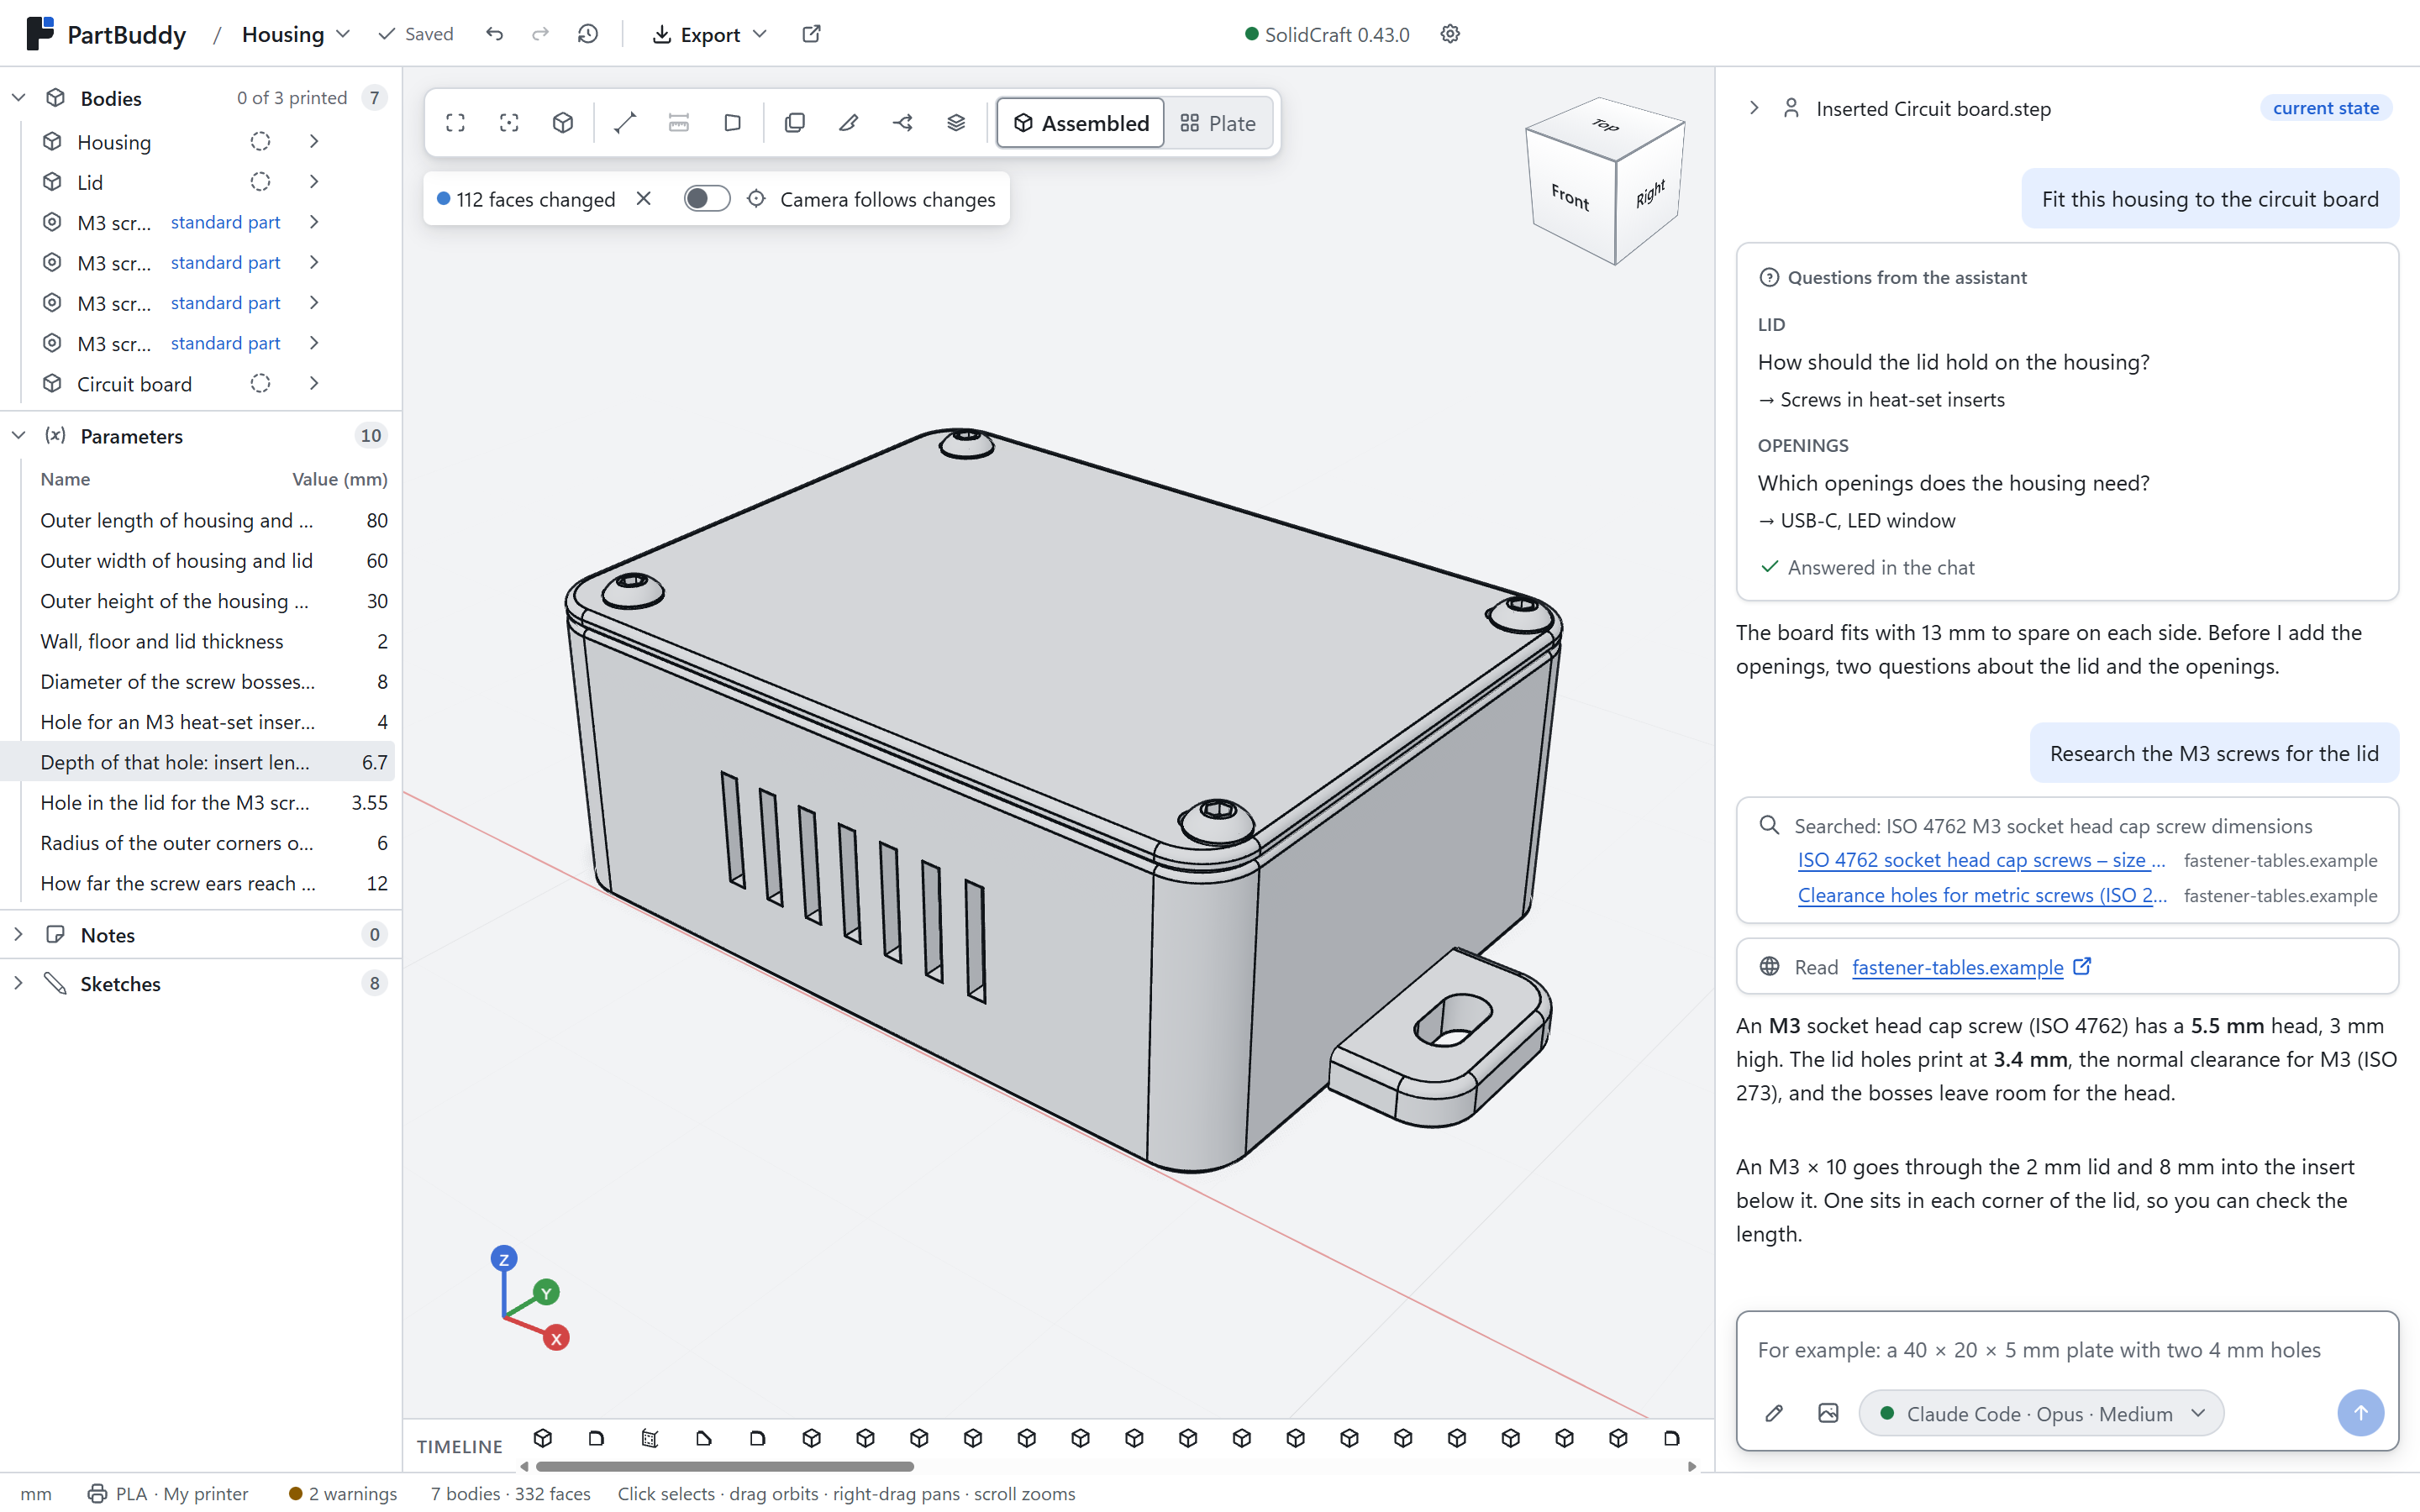 PartBuddy / Housing Saved Export SolidCraft 0.43.0
Bodies 0 of 3 printed 7
Housing
Lid
M3 scr... standard part
M3 scr... standard part
M3 scr... standard part
M3 scr... standard part
Circuit board
(x) Parameters 10
Name Value (mm)
Outer length of housing and ... 80
Outer width of housing and lid 60
Outer height of the housing ... 30
Wall, floor and lid thickness 2
Diameter of the screw bosses... 8
Hole for an M3 heat-set inser... 4
Depth of that hole: insert len... 6.7
Hole in the lid for the M3 scr... 3.55
Radius of the outer corners o... 6
How far the screw ears reach ... 12
Notes 0
Sketches 8
Assembled Plate
112 faces changed Camera follows changes
Top
Front Right
Z
Y
X
TIMELINE
Inserted Circuit board.step current state
Fit this housing to the circuit board
Questions from the assistant
LID
How should the lid hold on the housing?
→ Screws in heat-set inserts
OPENINGS
Which openings does the housing need?
→ USB-C, LED window
Answered in the chat
The board fits with 13 mm to spare on each side. Before I add the
openings, two questions about the lid and the openings.
Research the M3 screws for the lid
Searched: ISO 4762 M3 socket head cap screw dimensions
ISO 4762 socket head cap screws – size ... fastener-tables.example
Clearance holes for metric screws (ISO 2... fastener-tables.example
Read fastener-tables.example
An M3 socket head cap screw (ISO 4762) has a 5.5 mm head, 3 mm
high. The lid holes print at 3.4 mm, the normal clearance for M3 (ISO
273), and the bosses leave room for the head.
An M3 × 10 goes through the 2 mm lid and 8 mm into the insert
below it. One sits in each corner of the lid, so you can check the
length.
For example: a 40 × 20 × 5 mm plate with two 4 mm holes
Claude Code · Opus · Medium
mm PLA · My printer 2 warnings 7 bodies · 332 faces Click selects · drag orbits · right-drag pans · scroll zooms